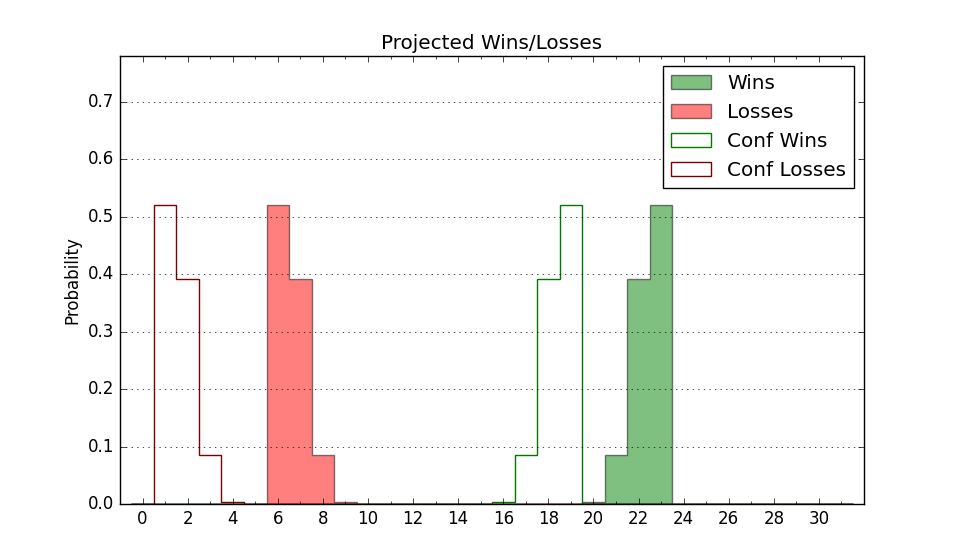 Projected Wins/Losses
Wins
Losses
Conf Wins
Conf Losses
Probability
0.7
0.6
0.5
0.4
0.3
0.2
0.1
0.0
0 2 4 6 8 10 12 14 16 18 20 22 24 26 28 30